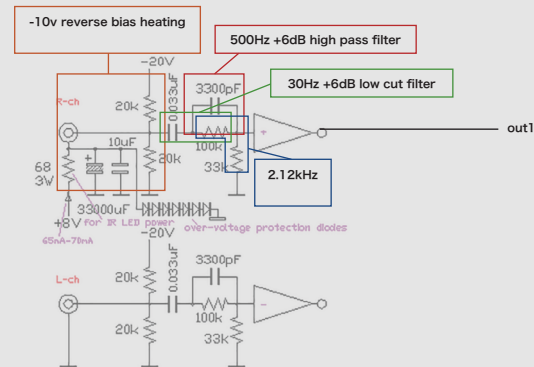 -10v reverse bias heating
500Hz +6dB high pass filter
30Hz +6dB low cut filter
-20V
R-ch
20k
0.033uF
3300pF
+
out1
68
3W
10uF
+
20k
100k
33k
2.12kHz
33000uF
+8V
for IR LED power
over-voltage protection diodes
65mA-70mA
-20V
L-ch
20k
0.033uF
3300pF
-
20k
100k
33k